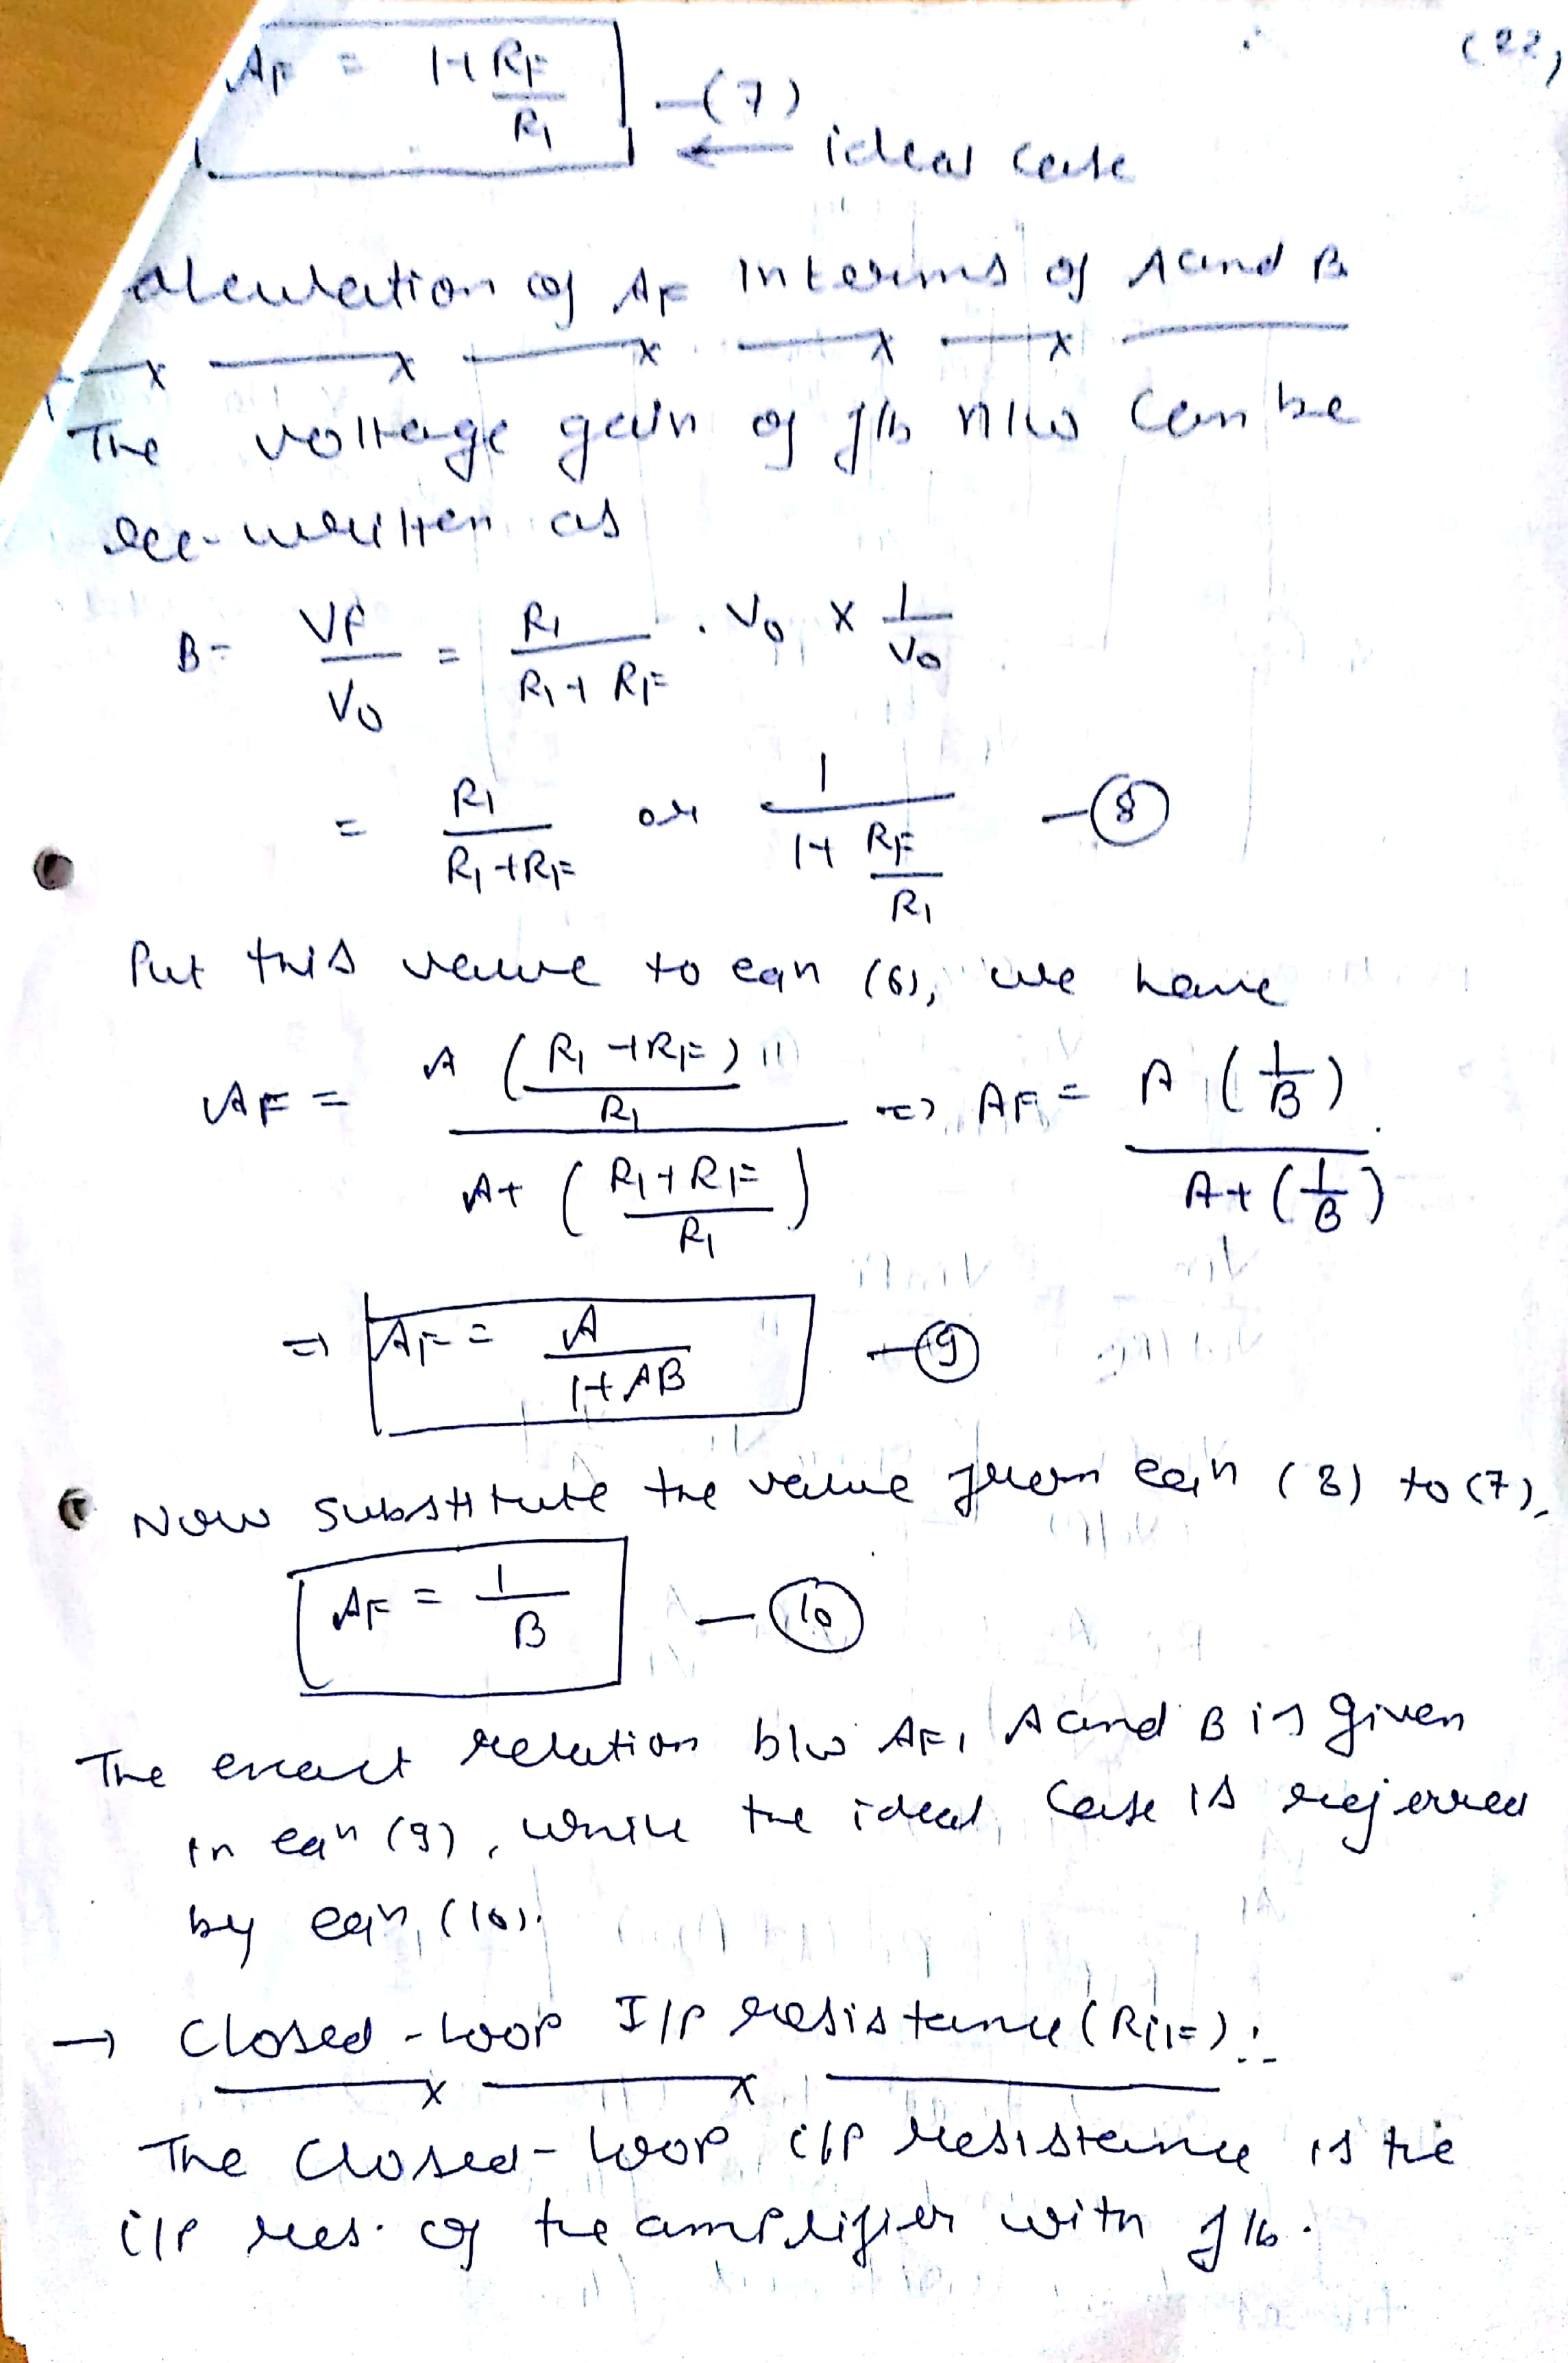 (22)
AF = 1+ RF/R1 —(7)
← ideal case
alculation of AF Interms of A and B
The voltage gain of f/b n/w can be
re-written as
B = VF/VO = R1/(R1+RF) . VO × 1/VO
= R1/(R1+RF) or 1/(1+ RF/R1) —(8)
Put this value to eqn (6), we have
AF = A((R1+RF)/R1) / (A+((R1+RF)/R1)) => AF = A(1/B) / (A+(1/B))
=> AF = A/(1+AB) —(9)
Now substitute the value from eqn (8) to (7),
AF = 1/B —(10)
The exact relation b/w AF, A and B is given
in eqn (9), while the ideal case is referred
by eqn (10).
→ Closed-Loop I/P resistance (RiF):-
The Closed-Loop i/p resistance is the
i/p res. of the amplifier with f/b.